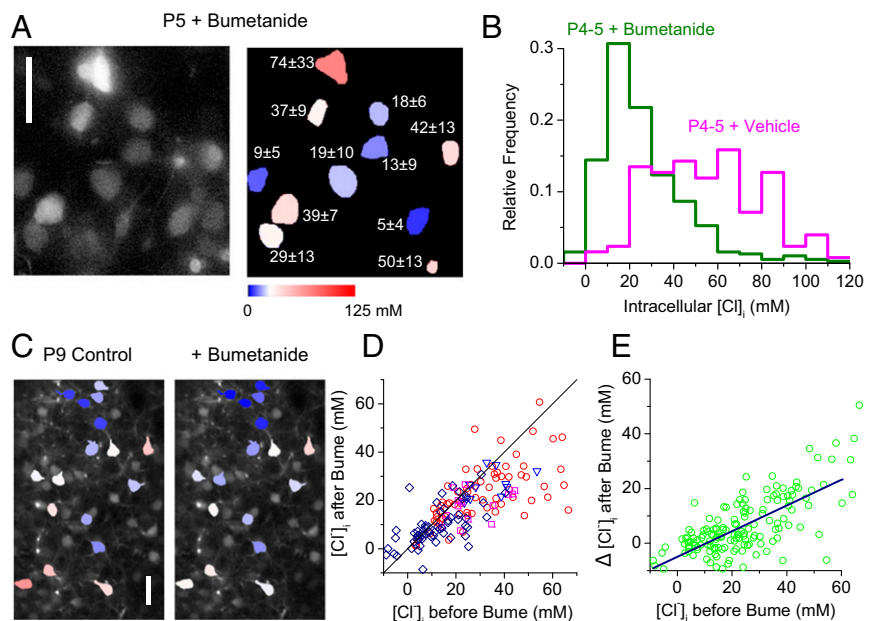 A
P5 + Bumetanide
74±33
37±9
18±6
42±13
9±5
19±10
13±9
39±7
5±4
29±13
50±13
0
125 mM
B
P4-5 + Bumetanide
P4-5 + Vehicle
Relative Frequency
0.3
0.2
0.1
0.0
0 20 40 60 80 100 120
Intracellular [Cl]i (mM)
C
P9 Control
+ Bumetanide
D
[Cl-]i after Bume (mM)
60
40
20
0
0 20 40 60
[Cl-]i before Bume (mM)
E
Δ [Cl-]i after Bume (mM)
60
40
20
0
0 20 40 60
[Cl-]i before Bume (mM)